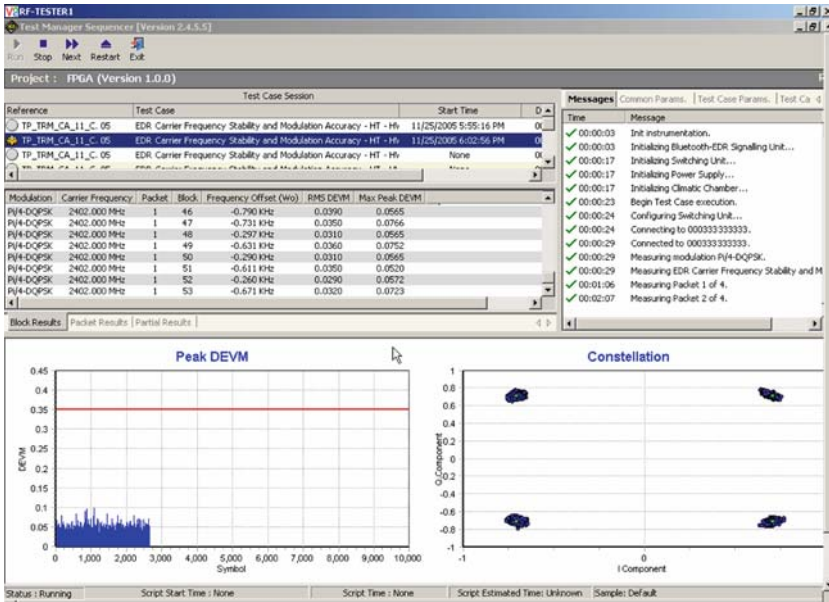 RF-TESTER1
Test Manager Sequencer [Version 2.4.5.5]
Run Stop Next Restart Exit
Project : FPGA (Version 1.0.0)
Test Case Session
Reference Test Case Start Time D
TP_TRM_CA_11_C. 05 EDR Carrier Frequency Stability and Modulation Accuracy - HT - HV 11/25/2005 5:55:16 PM
TP_TRM_CA_11_C. 05 EDR Carrier Frequency Stability and Modulation Accuracy - HT - HV 11/25/2005 6:02:56 PM
TP_TRM_CA_11_C. 05 EDR Carrier Frequency Stability and Modulation Accuracy - HT - HV None
Modulation Carrier Frequency Packet Block Frequency Offset (Wo) RMS DEVM Max Peak DEVM
Pi/4-DQPSK 2402.000 MHz 1 46 -0.790 KHz 0.0390 0.0565
Pi/4-DQPSK 2402.000 MHz 1 47 -0.731 KHz 0.0350 0.0766
Pi/4-DQPSK 2402.000 MHz 1 48 -0.297 KHz 0.0310 0.0565
Pi/4-DQPSK 2402.000 MHz 1 49 -0.631 KHz 0.0360 0.0752
Pi/4-DQPSK 2402.000 MHz 1 50 -0.290 KHz 0.0310 0.0565
Pi/4-DQPSK 2402.000 MHz 1 51 -0.611 KHz 0.0350 0.0520
Pi/4-DQPSK 2402.000 MHz 1 52 -0.260 KHz 0.0290 0.0572
Pi/4-DQPSK 2402.000 MHz 1 53 -0.671 KHz 0.0320 0.0723
Block Results Packet Results Partial Results
Messages Common Params. Test Case Params. Test Ca
Time Message
00:00:03 Init instrumentation.
00:00:03 Initializing Bluetooth-EDR Signalling Unit...
00:00:17 Initializing Switching Unit...
00:00:17 Initializing Power Supply...
00:00:17 Initializing Climatic Chamber...
00:00:23 Begin Test Case execution.
00:00:24 Configuring Switching Unit...
00:00:24 Connecting to 000333333333.
00:00:29 Connected to 000333333333.
00:00:29 Measuring modulation Pi/4-DQPSK.
00:00:29 Measuring EDR Carrier Frequency Stability and M
00:01:06 Measuring Packet 1 of 4.
00:02:07 Measuring Packet 2 of 4.
Peak DEVM
DEVM
0.45
0.4
0.35
0.3
0.25
0.2
0.15
0.1
0.05
0
0 1,000 2,000 3,000 4,000 5,000 6,000 7,000 8,000 9,000 10,000
Symbol
Constellation
Q Component
1
0.8
0.6
0.4
0.2
0
-0.2
-0.4
-0.6
-0.8
-1
-1 0 1
I Component
Status : Running Script Start Time : None Script Time : None Script Estimated Time: Unknown Sample: Default